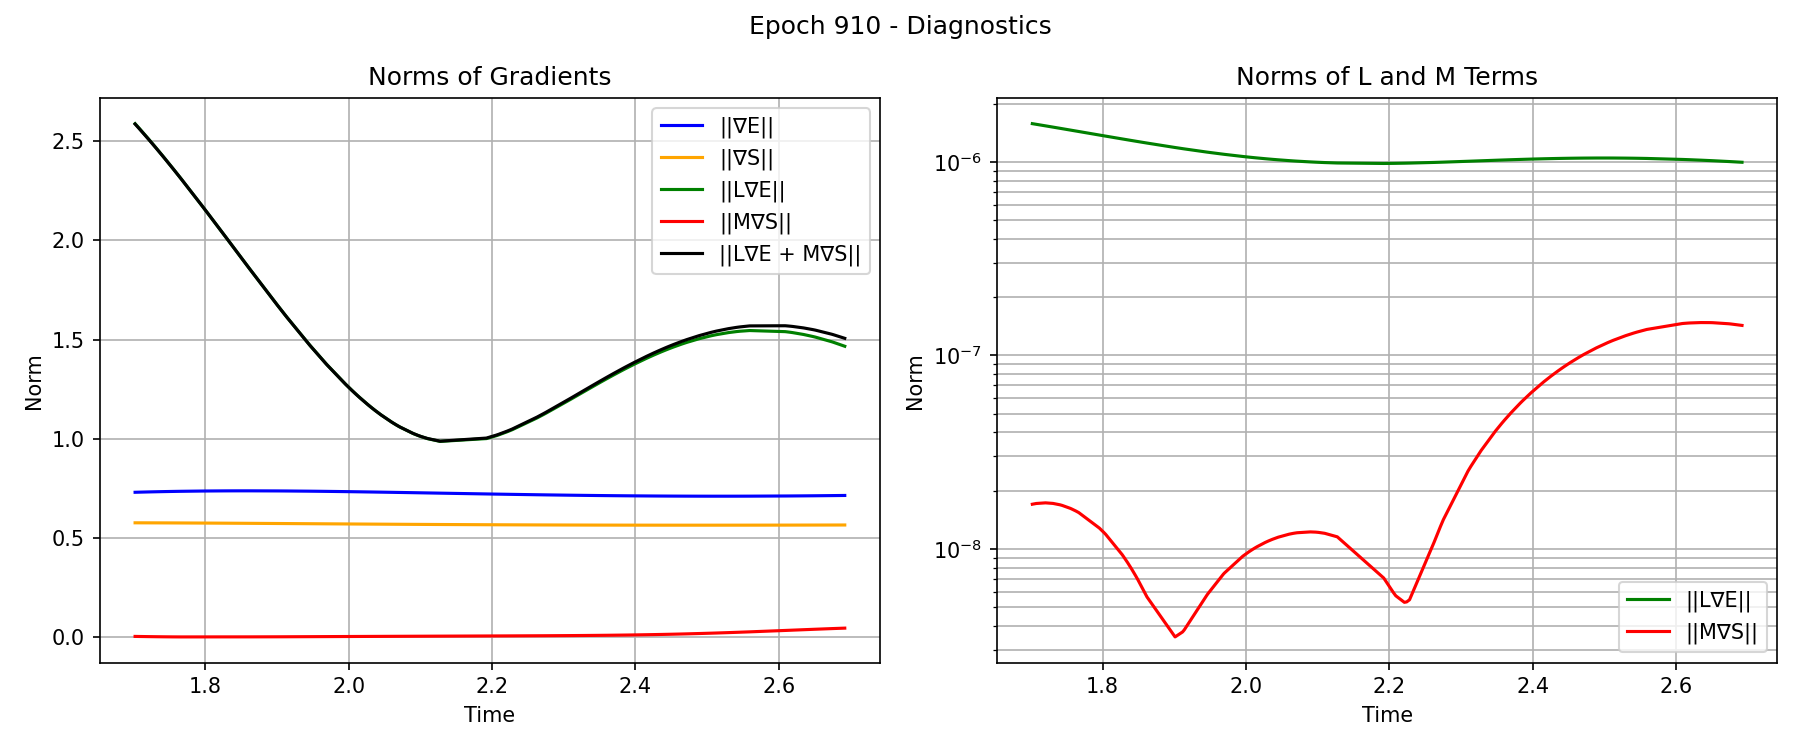 Epoch 910 - Diagnostics
Norms of Gradients
2.5
2.0
1.5
1.0
0.5
0.0
Norm
1.8
2.0
2.2
2.4
2.6
Time
||∇E||
||∇S||
||L∇E||
||M∇S||
||L∇E + M∇S||
Norms of L and M Terms
10⁻⁶
10⁻⁷
10⁻⁸
Norm
1.8
2.0
2.2
2.4
2.6
Time
||L∇E||
||M∇S||